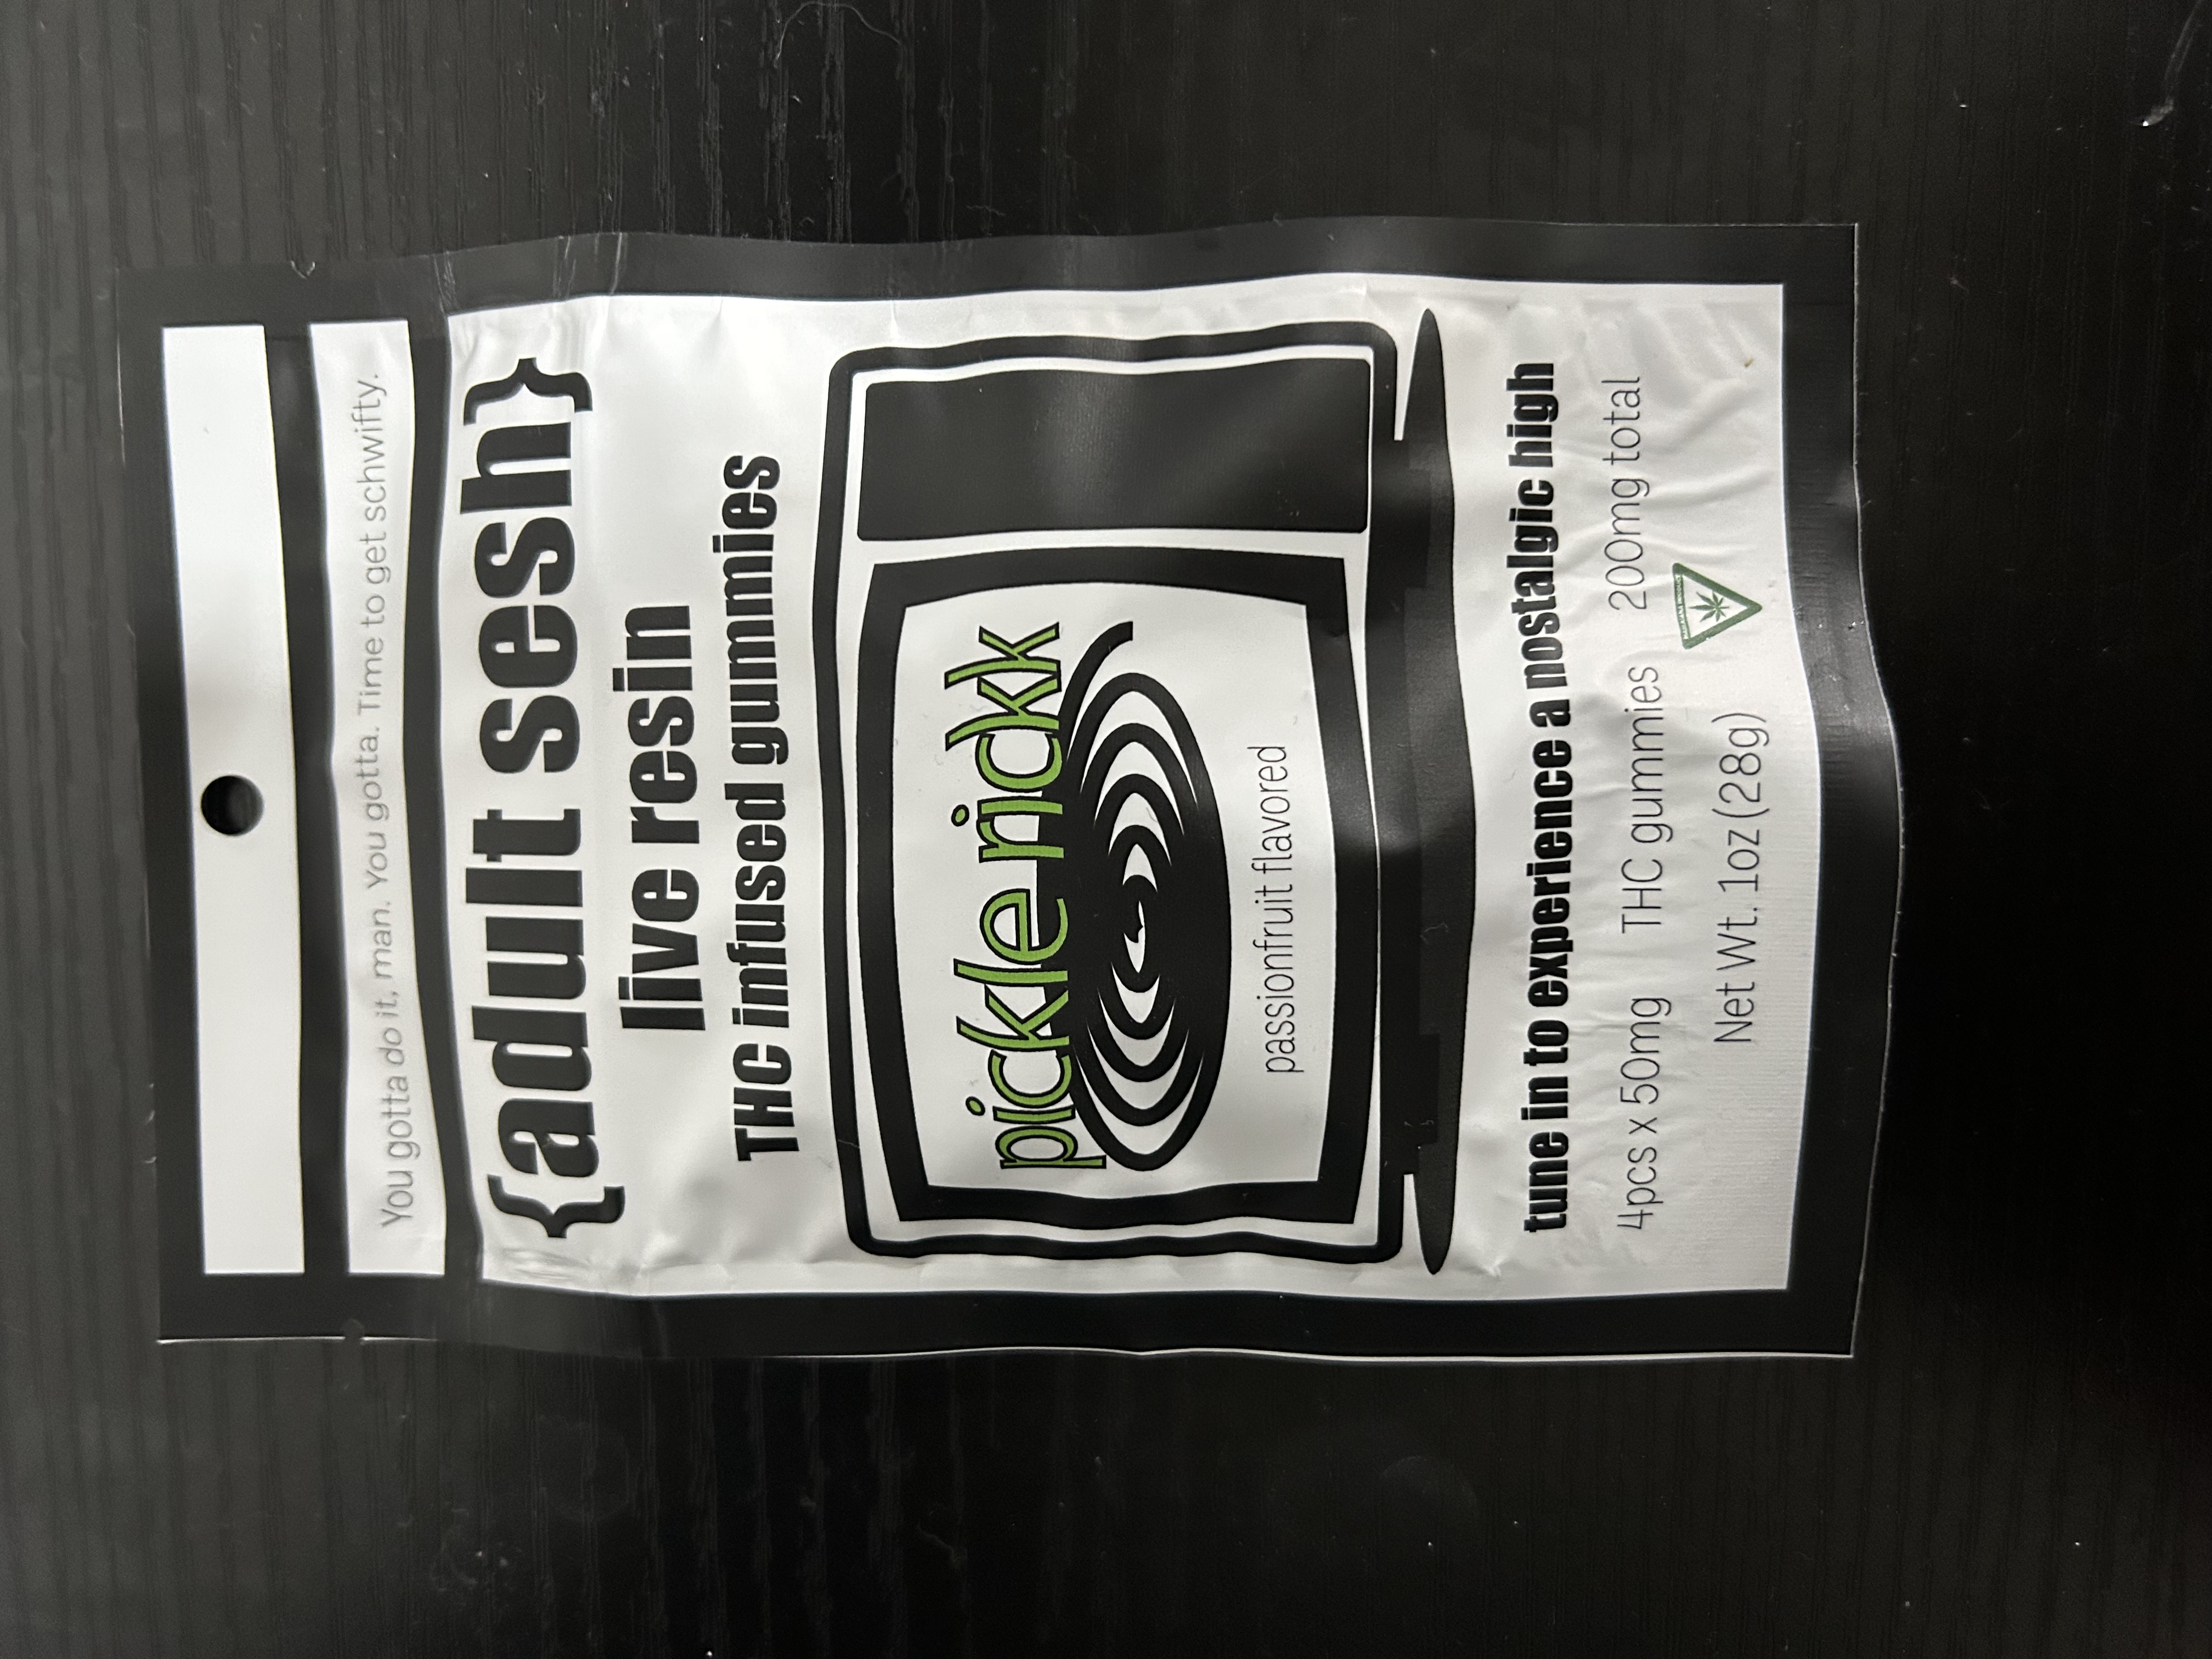 You gotta do it, man. You gotta. Time to get schwifty.
{adult sesh}
live resin
THC infused gummies
pickle rickk
passionfruit flavored
tune in to experience a nostalgic high
4pcs x 50mg THC gummies 200mg total
Net Wt. 1oz (28g)